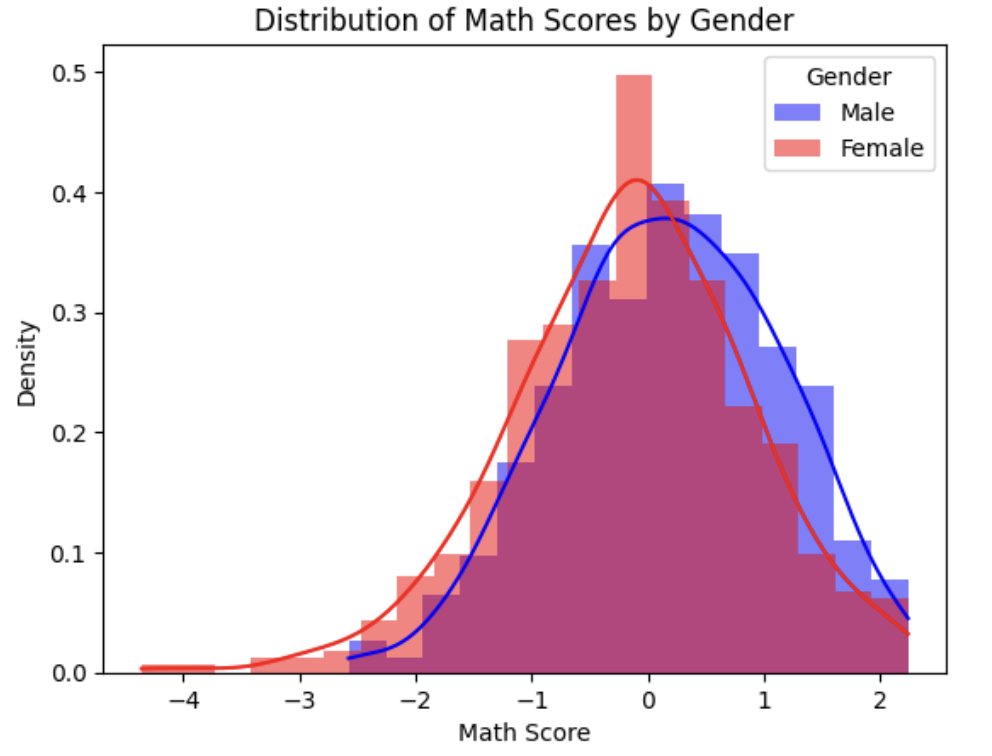 Distribution of Math Scores by Gender
Gender
Male
Female
0.5
0.4
0.3
0.2
0.1
0.0
Density
−4
−3
−2
−1
0
1
2
Math Score